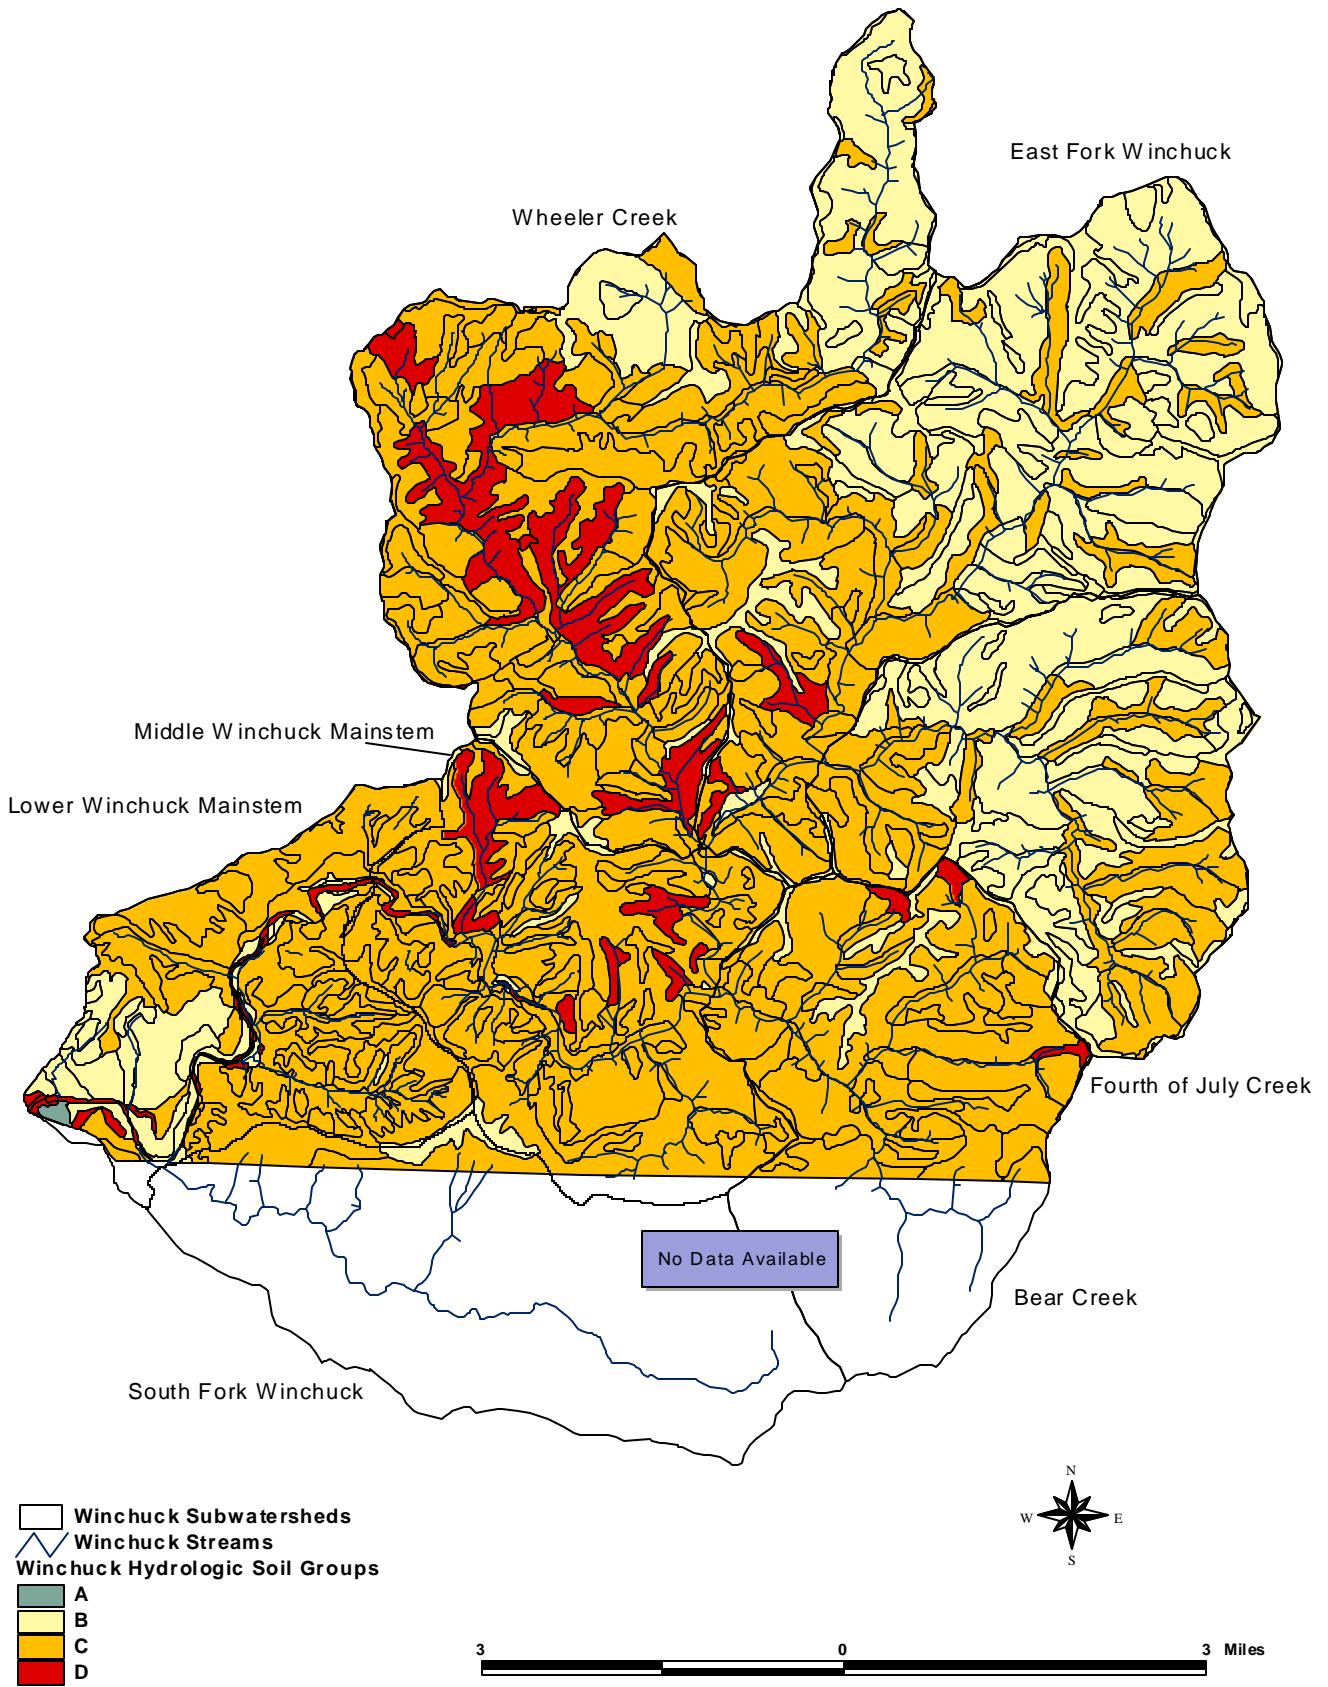 East Fork Winchuck
Wheeler Creek
Middle Winchuck Mainstem
Lower Winchuck Mainstem
Fourth of July Creek
No Data Available
Bear Creek
South Fork Winchuck
N
W E
S
Winchuck Subwatersheds
Winchuck Streams
Winchuck Hydrologic Soil Groups
A
B
C
D
3 0 3 Miles